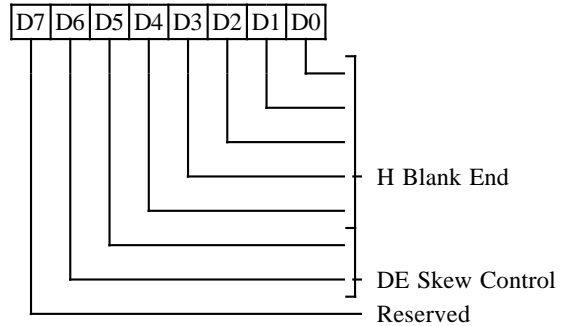 D7 D6 D5 D4 D3 D2 D1 D0
H Blank End
DE Skew Control
Reserved